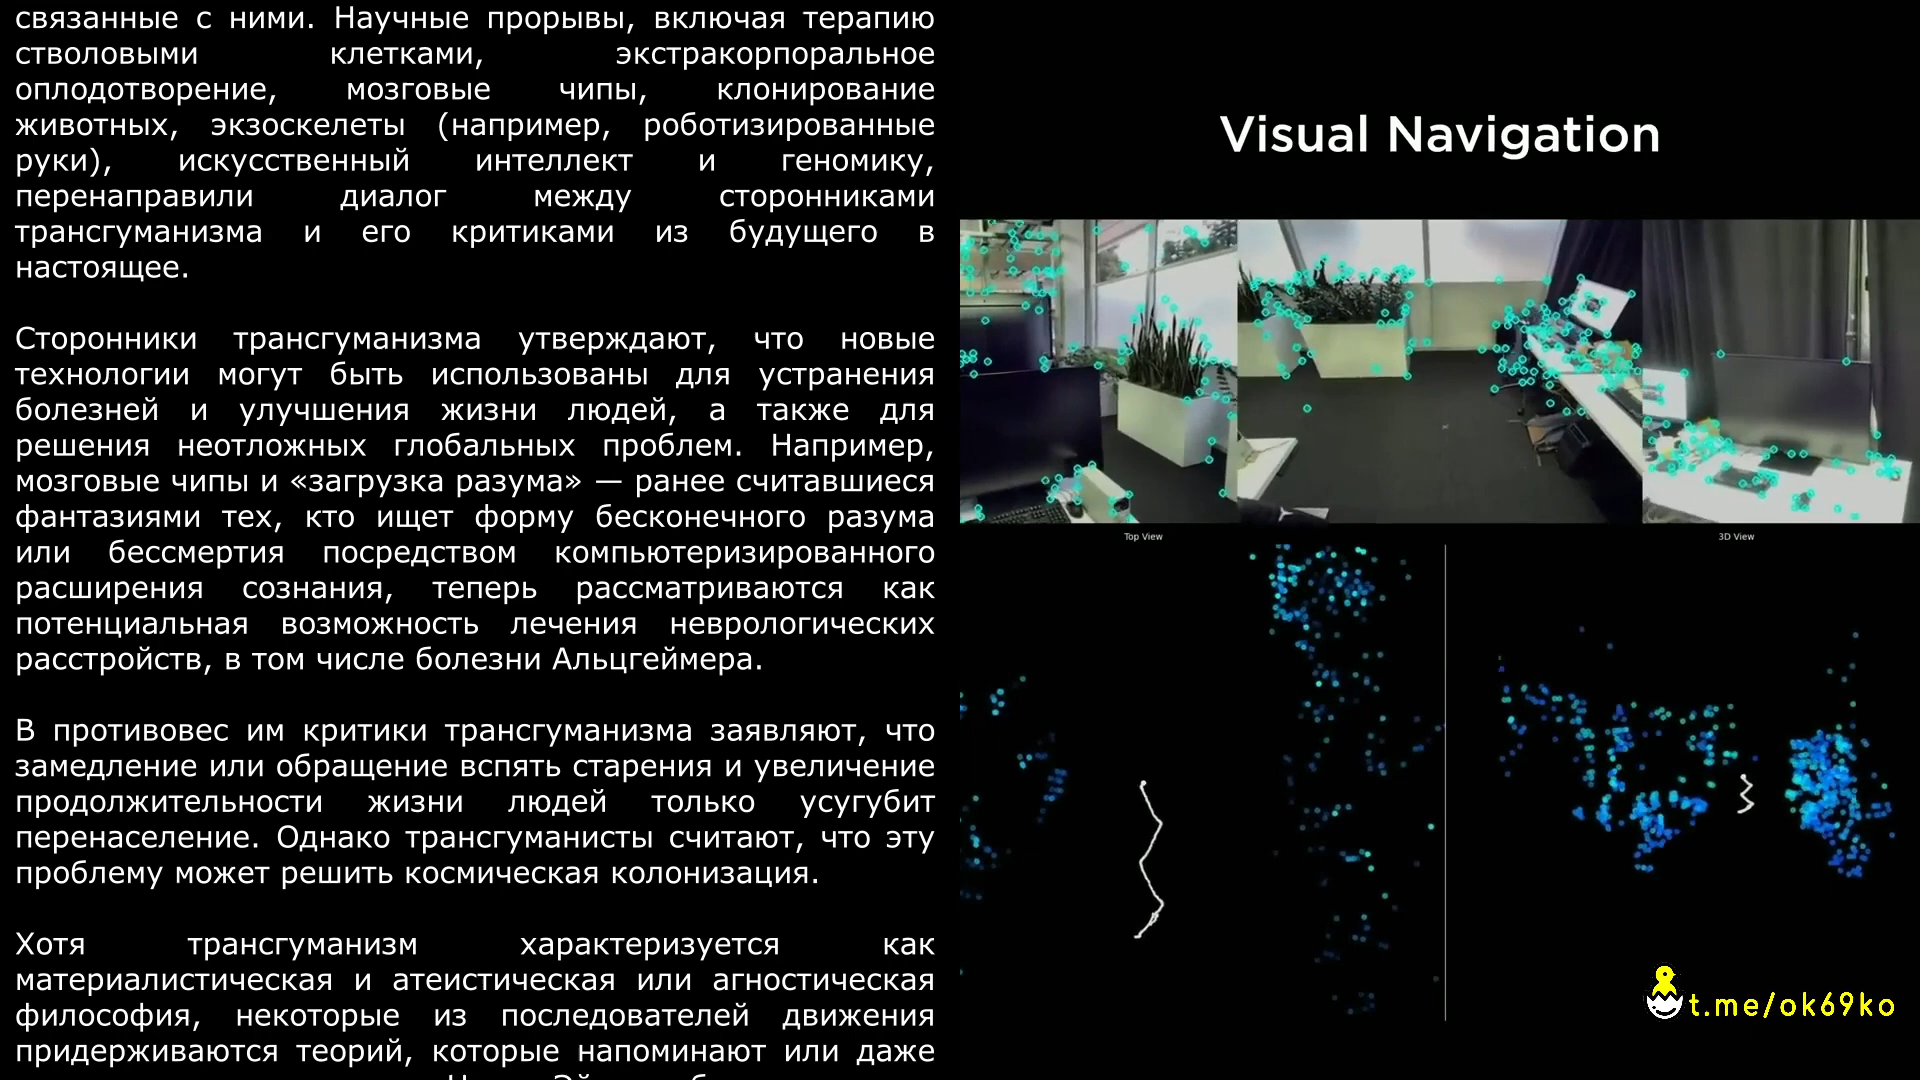 связанные с ними. Научные прорывы, включая терапию
стволовыми клетками, экстракорпоральное
оплодотворение, мозговые чипы, клонирование
животных, экзоскелеты (например, роботизированные
руки), искусственный интеллект и геномику,
перенаправили диалог между сторонниками
трансгуманизма и его критиками из будущего в
настоящее.
Сторонники трансгуманизма утверждают, что новые
технологии могут быть использованы для устранения
болезней и улучшения жизни людей, а также для
решения неотложных глобальных проблем. Например,
мозговые чипы и «загрузка разума» — ранее считавшиеся
фантазиями тех, кто ищет форму бесконечного разума
или бессмертия посредством компьютеризированного
расширения сознания, теперь рассматриваются как
потенциальная возможность лечения неврологических
расстройств, в том числе болезни Альцгеймера.
В противовес им критики трансгуманизма заявляют, что
замедление или обращение вспять старения и увеличение
продолжительности жизни людей только усугубит
перенаселение. Однако трансгуманисты считают, что эту
проблему может решить космическая колонизация.
Хотя трансгуманизм характеризуется как
материалистическая и атеистическая или агностическая
философия, некоторые из последователей движения
придерживаются теорий, которые напоминают или даже
Visual Navigation
Top View
3D View
t.me/ok69ko